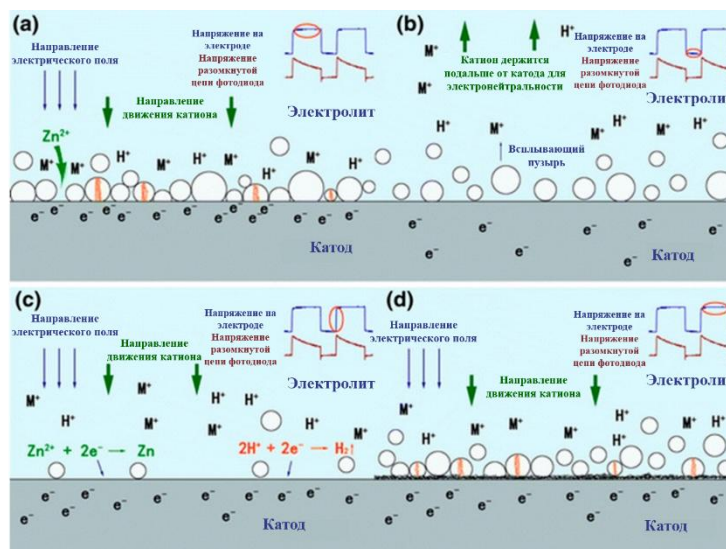 (a)
Направление
электрического поля
Напряжение на
электроде
Напряжение
разомкнутой
цепи фотодиода
Направление
движения катиона
Электролит
Zn²⁺
M⁺ M⁺ H⁺ M⁺ H⁺ M⁺ H⁺
e⁻ e⁻ e⁻ e⁻ e⁻ e⁻ e⁻ e⁻ e⁻ e⁻ e⁻
Катод
(b)
M⁺
H⁺
Катион держится
подальше от катода для
электронейтральности
Напряжение на
электроде
Напряжение
разомкнутой
цепи фотодиода
M⁺
Электролит
M⁺
H⁺ M⁺ M⁺ H⁺ H⁺
Всплывающий
пузырь
e⁻ e⁻ e⁻ e⁻ e⁻ e⁻ e⁻
Катод
(c)
Направление
электрического поля
Напряжение на
электроде
Напряжение
разомкнутой
цепи фотодиода
Направление
движения катиона
Электролит
M⁺ H⁺ M⁺ M⁺ M⁺ H⁺ H⁺ M⁺
Zn²⁺ + 2e⁻ → Zn
2H⁺ + 2e⁻ → H₂↑
e⁻ e⁻ e⁻ e⁻ e⁻ e⁻ e⁻ e⁻ e⁻ e⁻
Катод
(d)
Направление
электрического поля
Напряжение на
электроде
Напряжение
разомкнутой
цепи фотодиода
Направление
движения катиона
Электролит
M⁺ H⁺ M⁺ M⁺ H⁺ H⁺ M⁺ H⁺
e⁻ e⁻ e⁻ e⁻ e⁻ e⁻ e⁻ e⁻ e⁻ e⁻
Катод